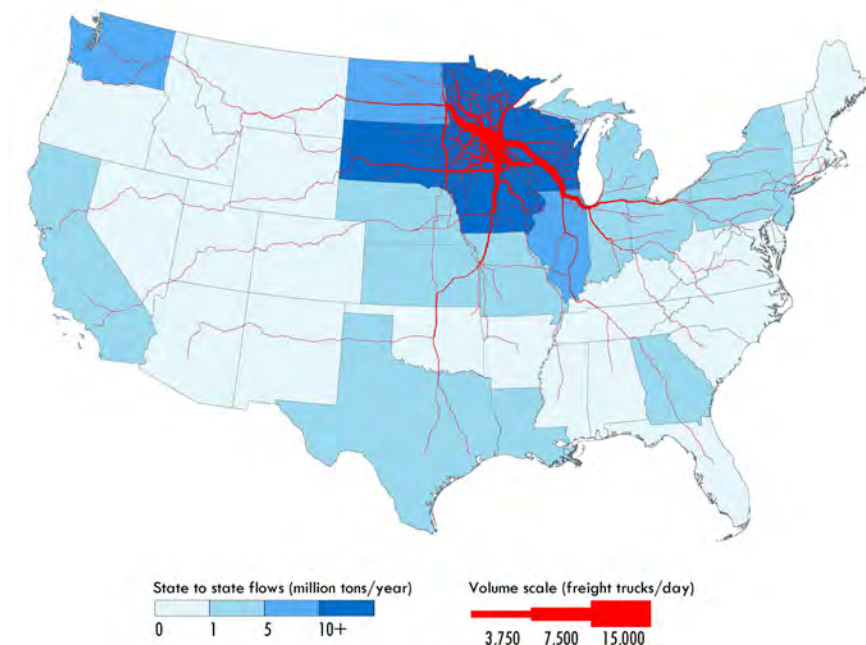 State to state flows (million tons/year)
0 1 5 10+
Volume scale (freight trucks/day)
3,750 7,500 15,000